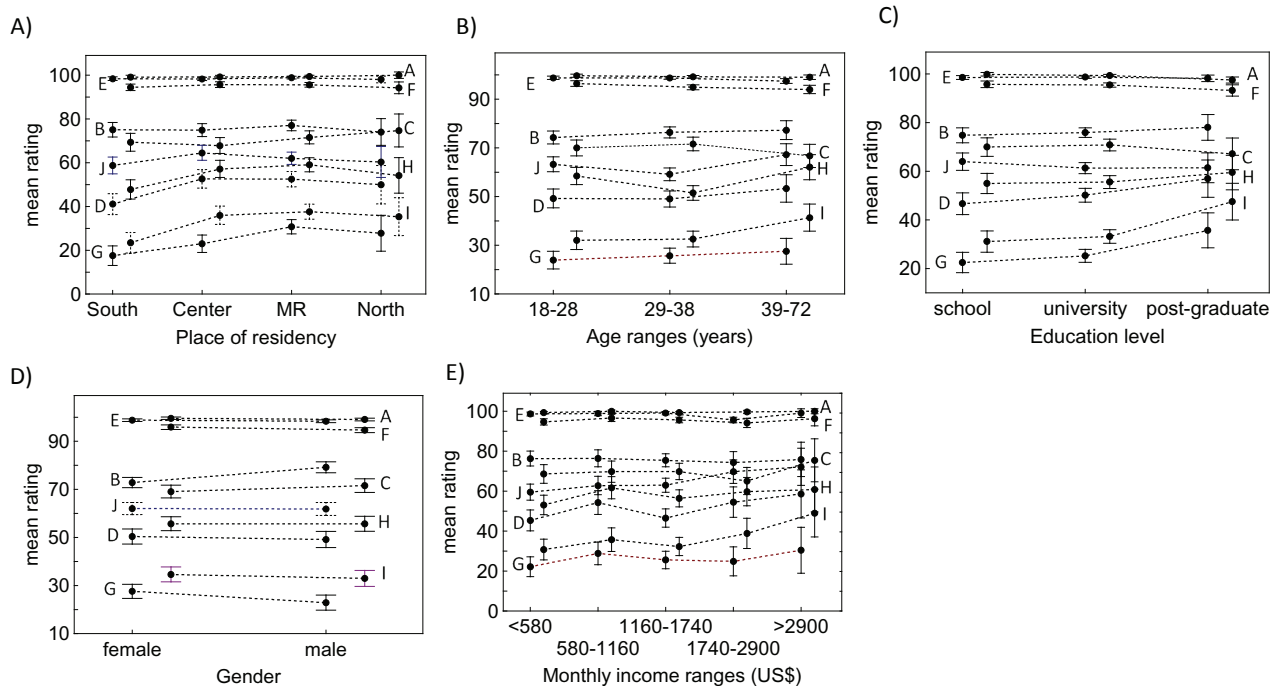 A)
100
80
60
40
20
0
mean rating
E
B
J
D
G
A
F
C
H
I
South Center MR North
Place of residency
B)
90
70
50
30
10
mean rating
E
B
J
D
G
A
F
C
H
I
18-28 29-38 39-72
Age ranges (years)
C)
100
80
60
40
20
mean rating
E
B
J
D
G
A
F
C
H
I
school university post-graduate
Education level
D)
90
70
50
30
10
mean rating
E
B
J
D
G
A
F
C
H
I
female male
Gender
E)
100
80
60
40
20
0
mean rating
E
B
J
D
G
A
F
C
H
I
<580 1160-1740 >2900
580-1160 1740-2900
Monthly income ranges (US$)